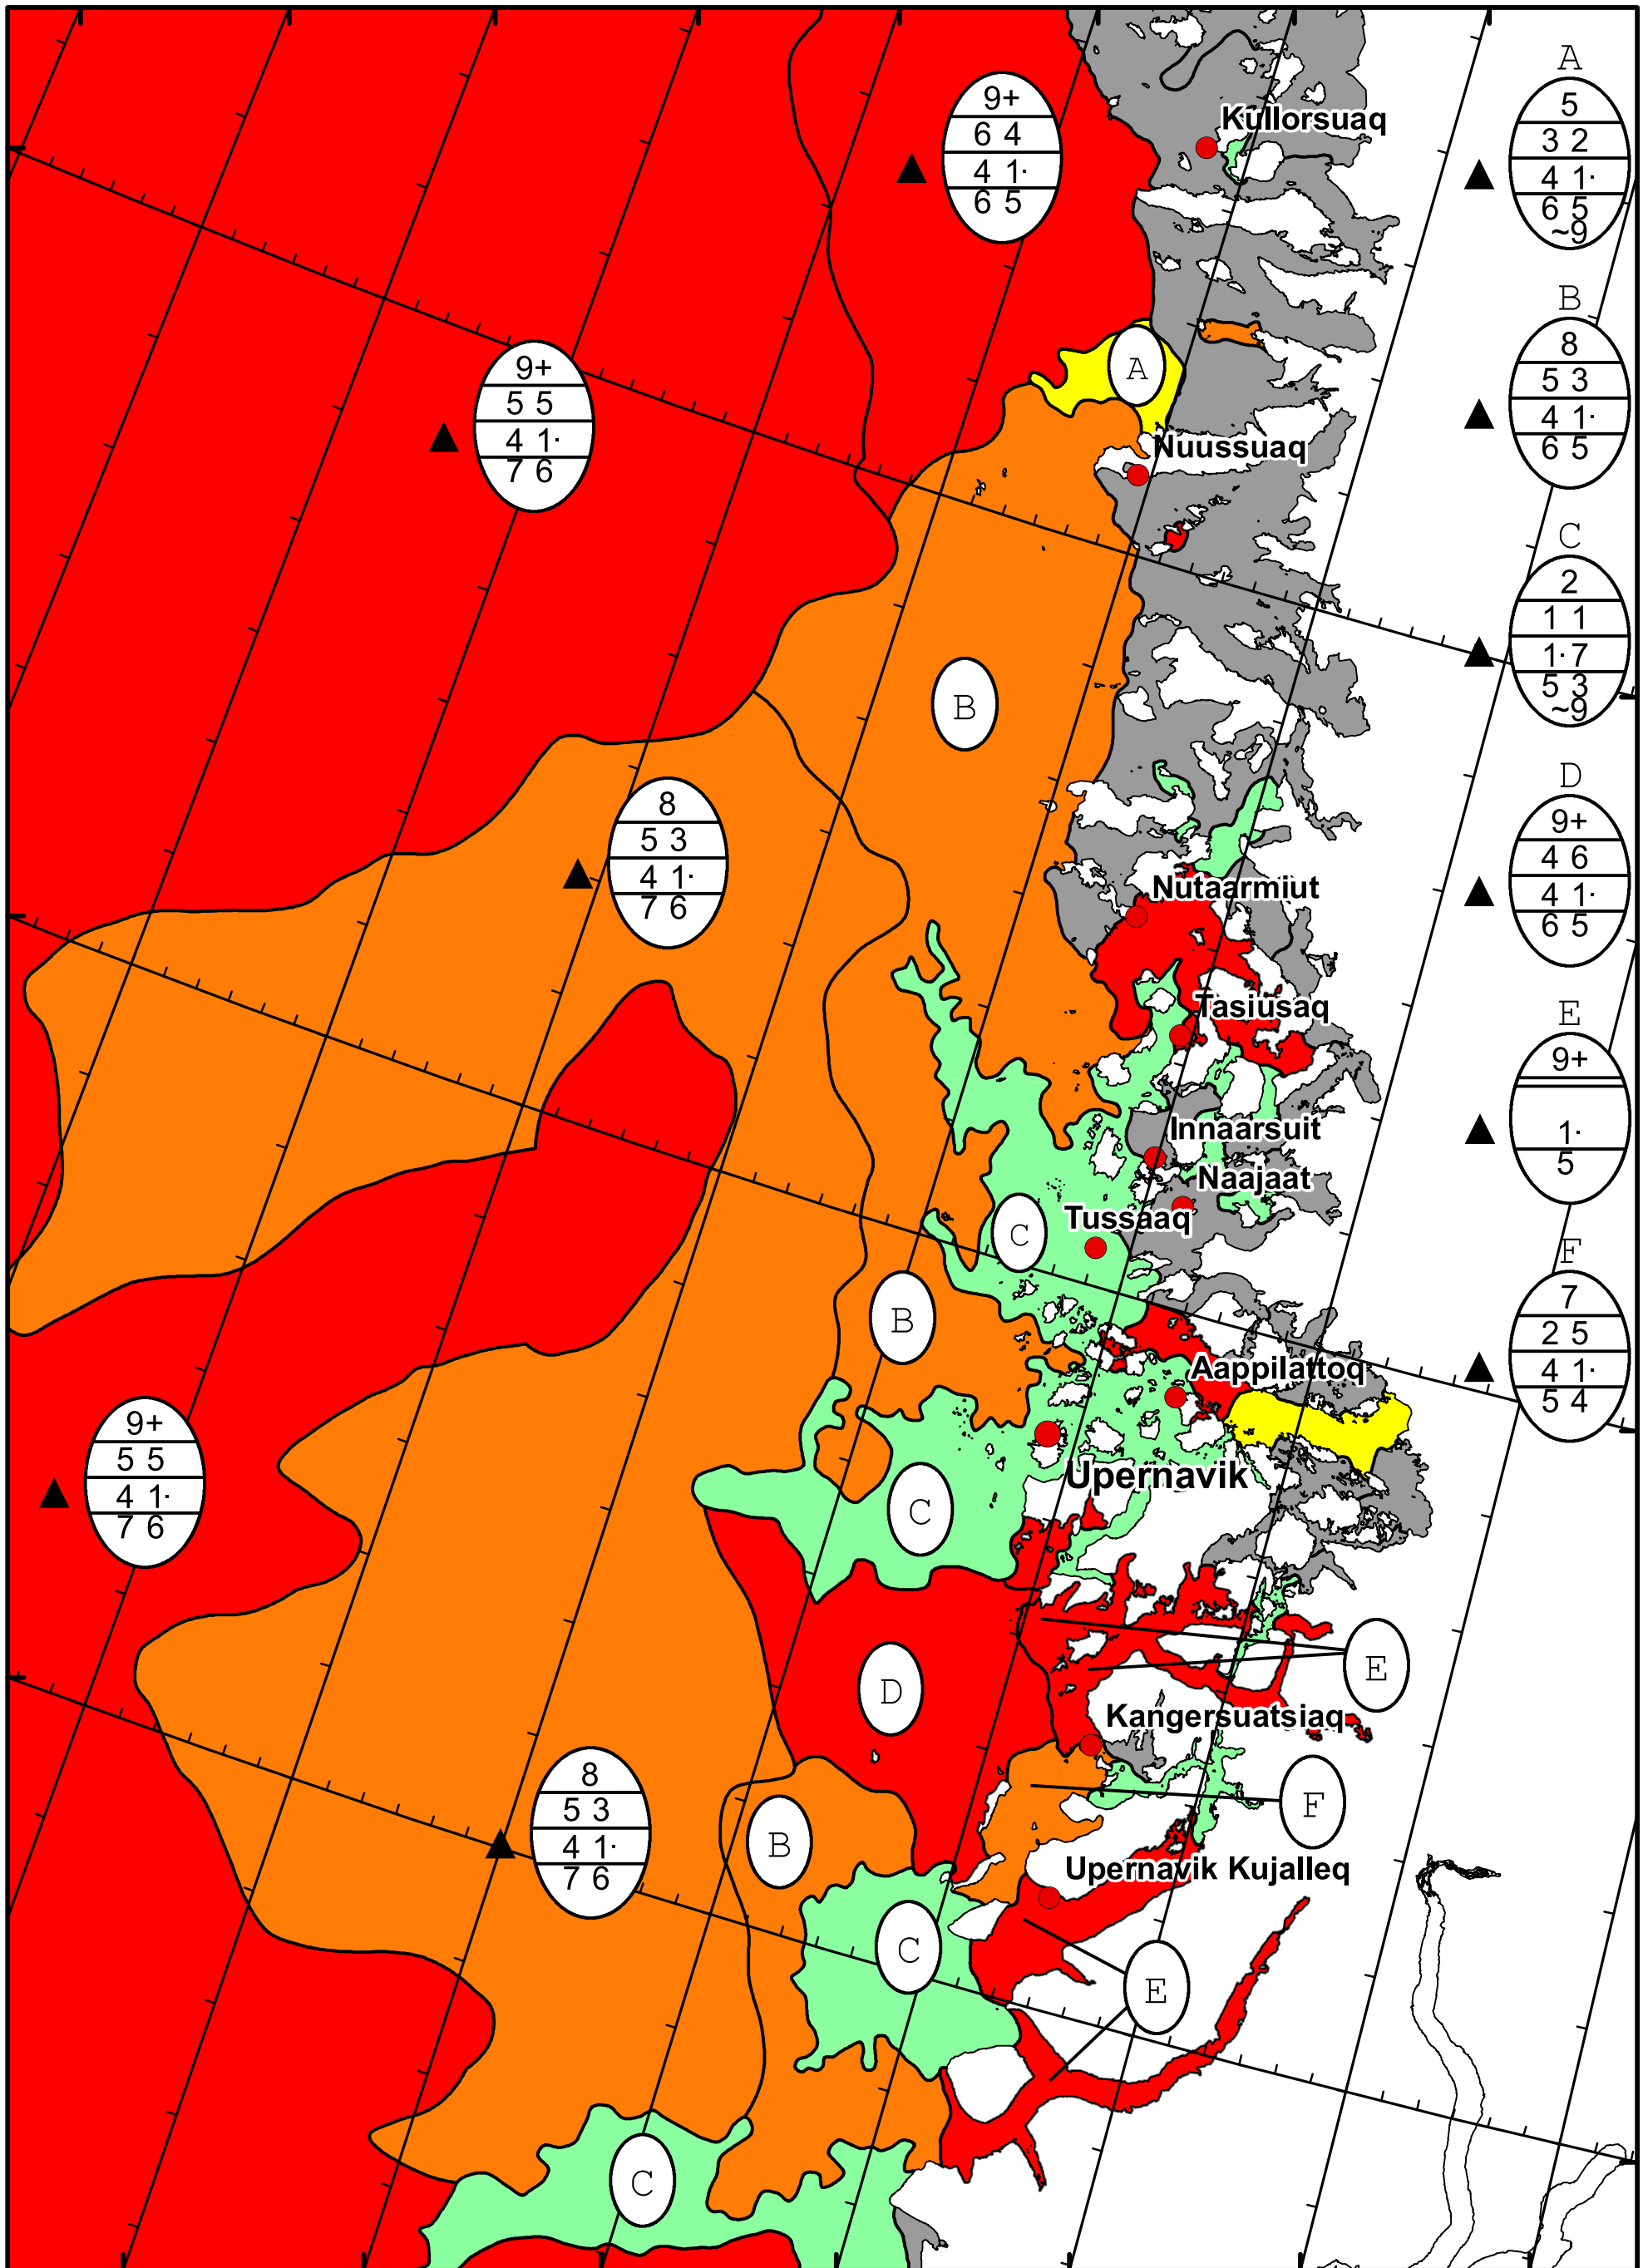 A
5
3 2
4 1·
6 5
~9
9+
6 4
4 1·
6 5
Kullorsuaq
B
8
5 3
4 1·
6 5
9+
5 5
4 1·
7 6
A
Nuussuaq
C
2
1 1
1· 7
5 3
~9
B
D
9+
4 6
4 1·
6 5
8
5 3
4 1·
7 6
Nutaarmiut
Tasiusaq
E
9+
1·
5
Innaarsuit
Naajaat
Tussaaq
C
F
7
2 5
4 1·
5 4
B
Aappilattoq
9+
5 5
4 1·
7 6
Upernavik
C
E
D
Kangersuatsiaq
8
5 3
4 1·
7 6
F
B
Upernavik Kujalleq
C
E
C